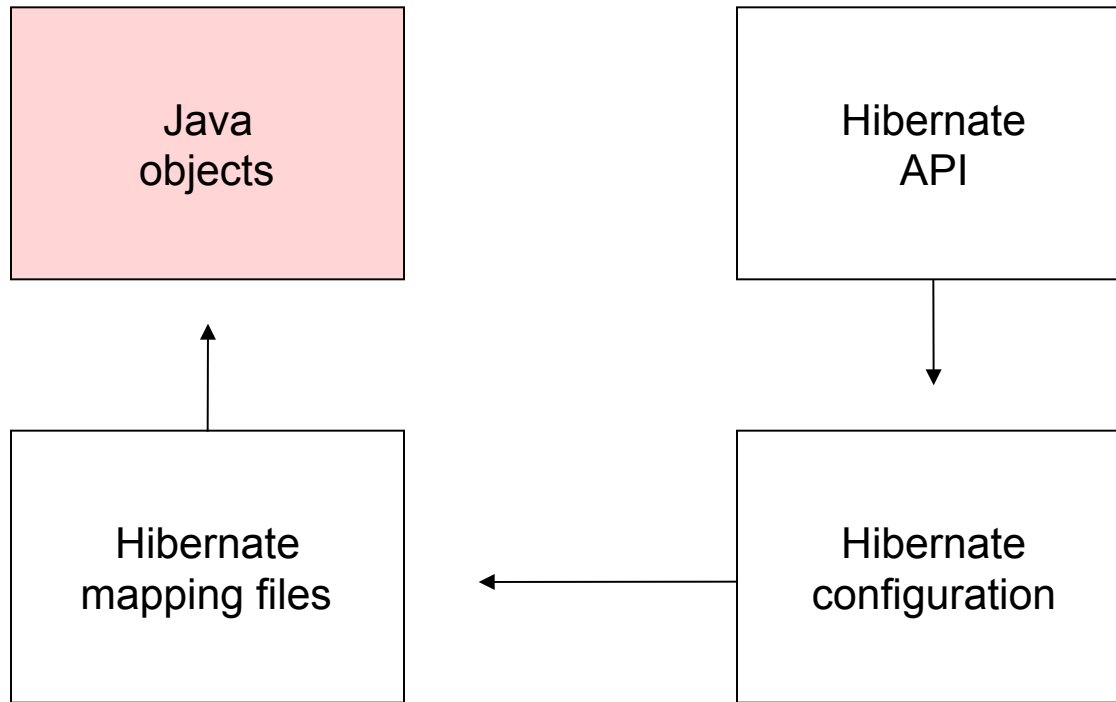 Java
objects
Hibernate
API
Hibernate
mapping files
Hibernate
configuration